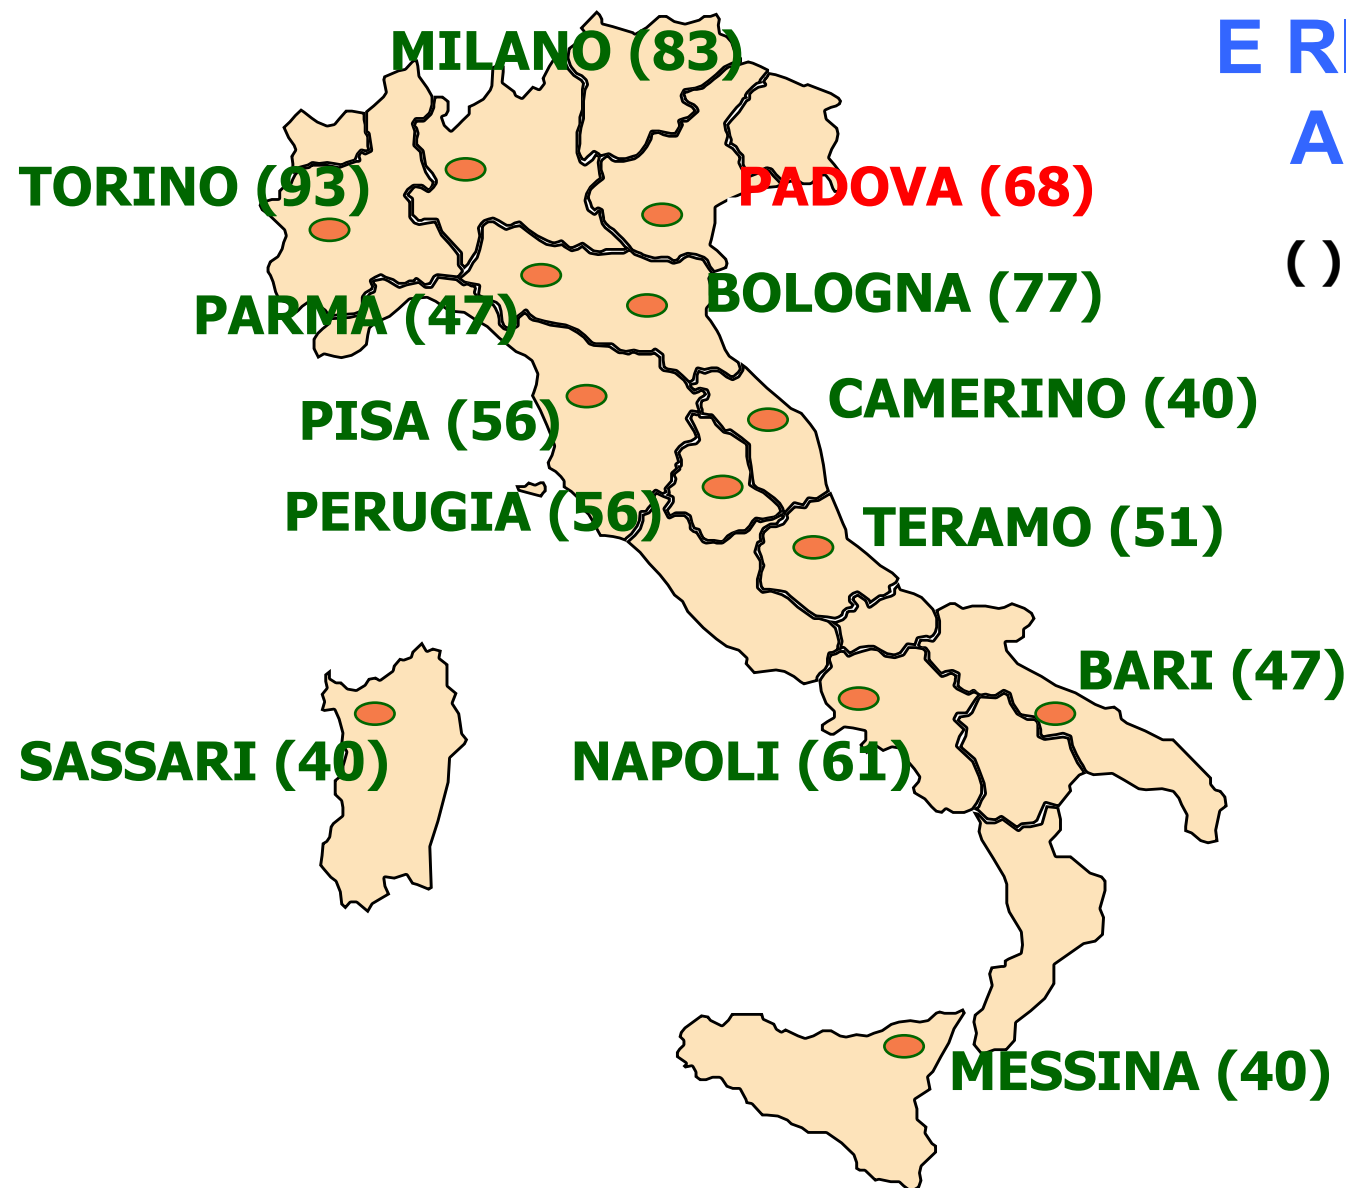 MILANO (83)
E R
A
TORINO (93)
PADOVA (68)
( )
PARMA (47)
BOLOGNA (77)
PISA (56)
CAMERINO (40)
PERUGIA (56)
TERAMO (51)
BARI (47)
SASSARI (40)
NAPOLI (61)
MESSINA (40)